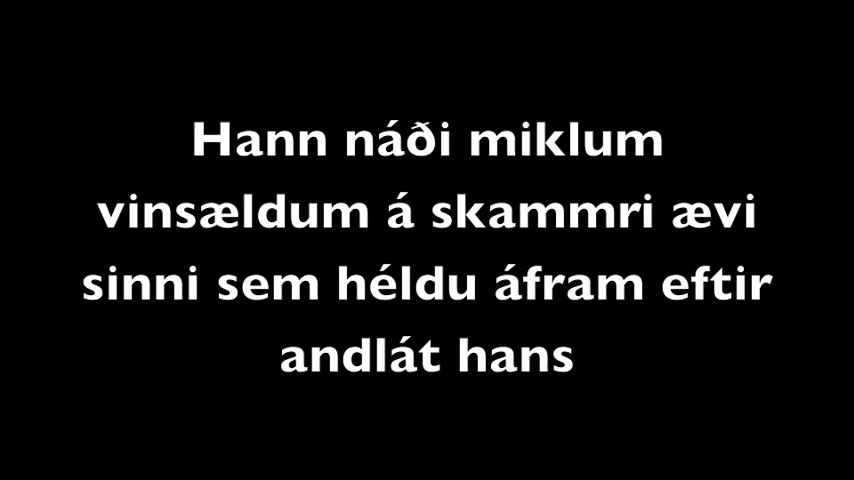 Hann náði miklum
vinsældum á skammri ævi
sinni sem héldu áfram eftir
andlát hans